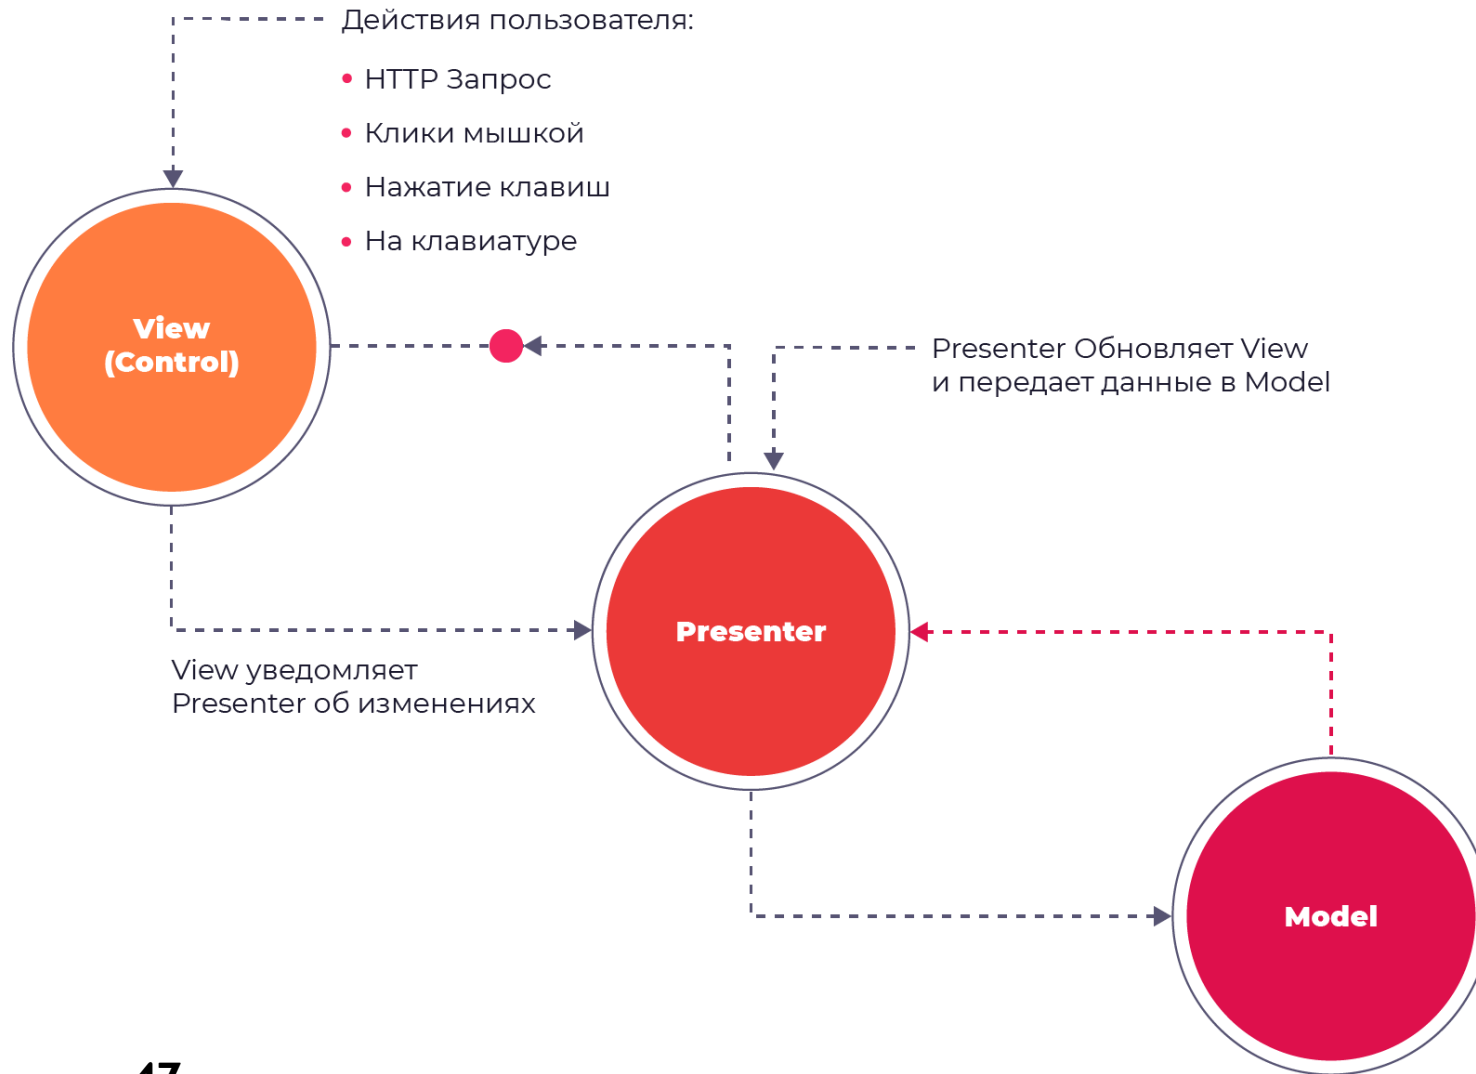 Действия пользователя:
HTTP Запрос
Клики мышкой
Нажатие клавиш
На клавиатуре
View
(Control)
Presenter Обновляет View
и передает данные в Model
Presenter
View уведомляет
Presenter об изменениях
Model
47